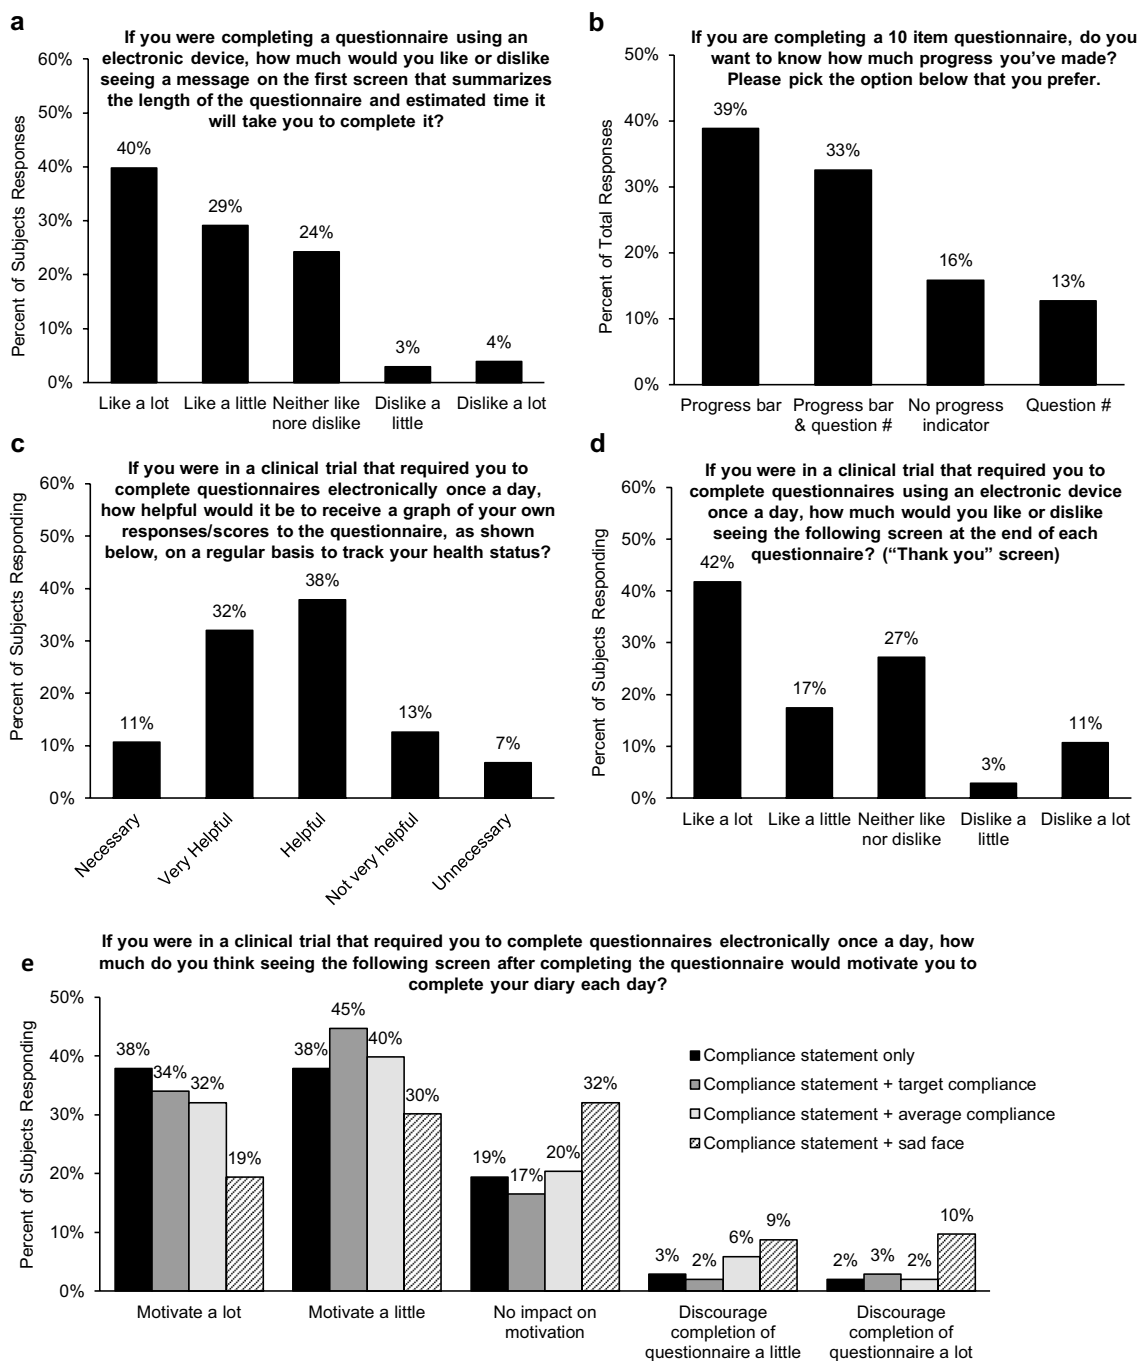 a
If you were completing a questionnaire using an
electronic device, how much would you like or dislike
seeing a message on the first screen that summarizes
the length of the questionnaire and estimated time it
will take you to complete it?
Percent of Subjects Responses
60%
50%
40%
30%
20%
10%
0%
40%
29%
24%
3%
4%
Like a lot
Like a little
Neither like
nore dislike
Dislike a
little
Dislike a lot
b
If you are completing a 10 item questionnaire, do you
want to know how much progress you've made?
Please pick the option below that you prefer.
Percent of Total Responses
50%
40%
30%
20%
10%
0%
39%
33%
16%
13%
Progress bar
Progress bar
& question #
No progress
indicator
Question #
c
If you were in a clinical trial that required you to
complete questionnaires electronically once a day,
how helpful would it be to receive a graph of your own
responses/scores to the questionnaire, as shown
below, on a regular basis to track your health status?
Percent of Subjects Responding
60%
50%
40%
30%
20%
10%
0%
11%
32%
38%
13%
7%
Necessary
Very Helpful
Helpful
Not very helpful
Unnecessary
d
If you were in a clinical trial that required you to
complete questionnaires using an electronic device
once a day, how much would you like or dislike
seeing the following screen at the end of each
questionnaire? (“Thank you” screen)
Percent of Subjects Responding
60%
50%
40%
30%
20%
10%
0%
42%
17%
27%
3%
11%
Like a lot
Like a little
Neither like
nor dislike
Dislike a
little
Dislike a lot
e
If you were in a clinical trial that required you to complete questionnaires electronically once a day, how
much do you think seeing the following screen after completing the questionnaire would motivate you to
complete your diary each day?
Percent of Subjects Responding
50%
40%
30%
20%
10%
0%
38%
34%
32%
19%
38%
45%
40%
30%
19%
17%
20%
32%
3%
2%
6%
9%
2%
3%
2%
10%
Compliance statement only
Compliance statement + target compliance
Compliance statement + average compliance
Compliance statement + sad face
Motivate a lot
Motivate a little
No impact on
motivation
Discourage
completion of
questionnaire a little
Discourage
completion of
questionnaire a lot